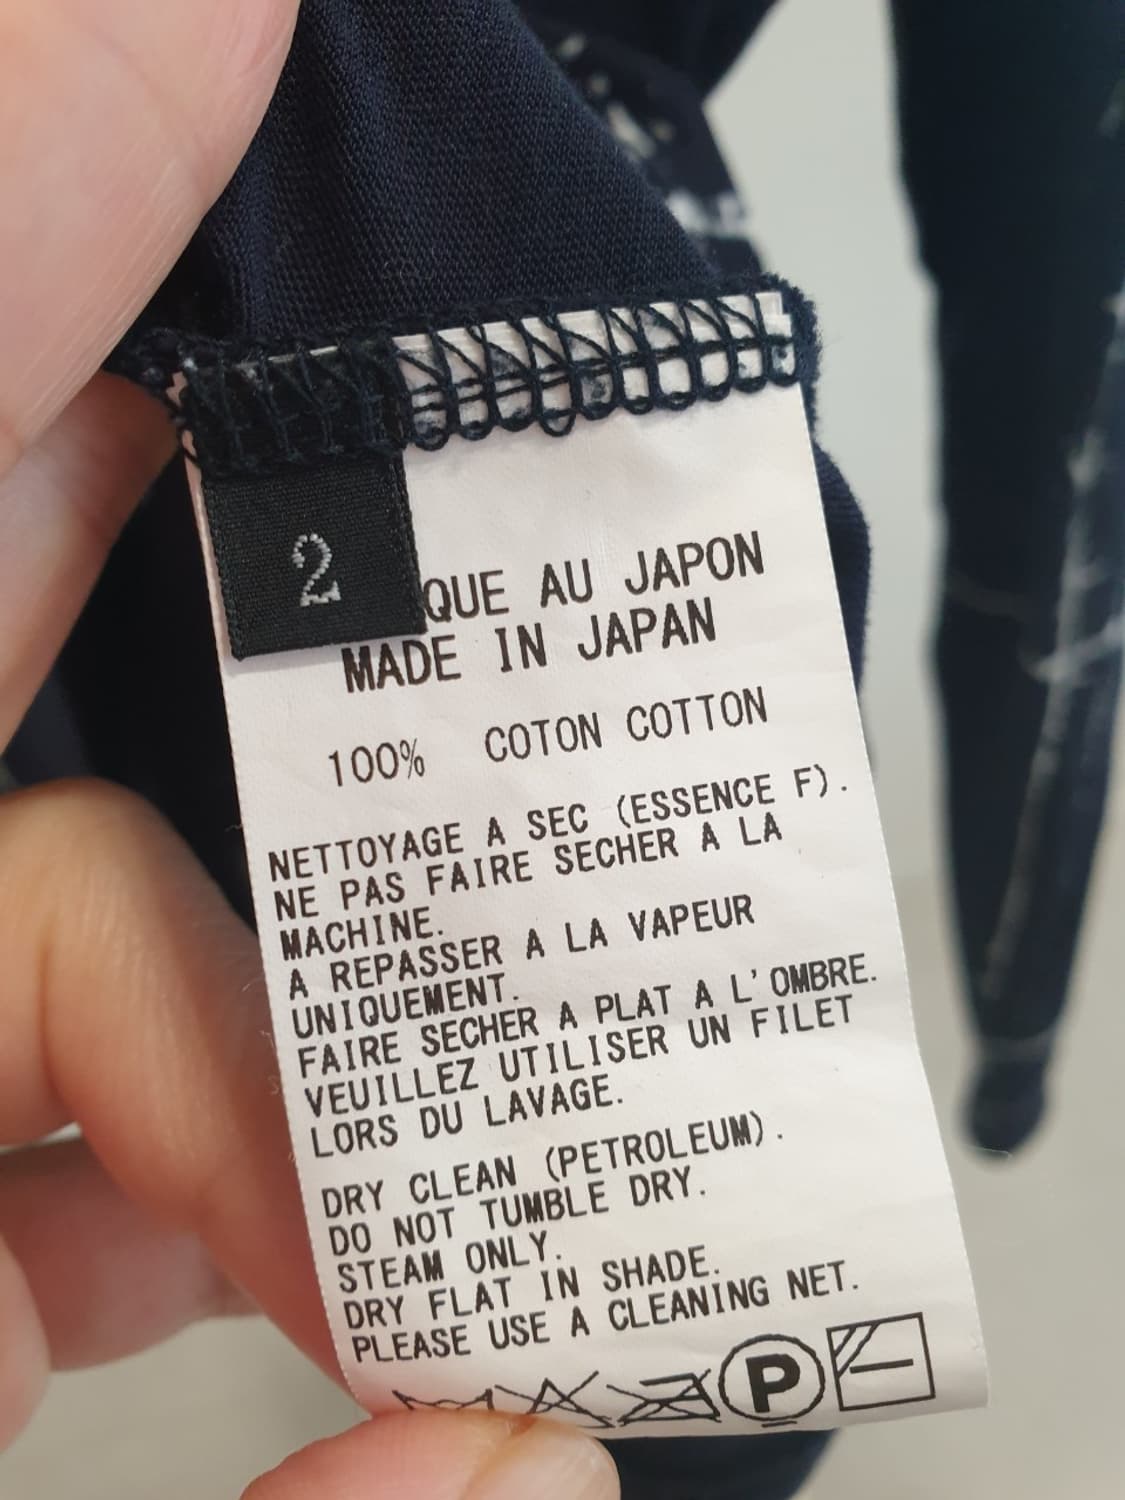 2
QUE AU JAPON
MADE IN JAPAN
100% COTON COTTON
NETTOYAGE A SEC (ESSENCE F).
NE PAS FAIRE SECHER A LA
MACHINE.
A REPASSER A LA VAPEUR
UNIQUEMENT.
FAIRE SECHER A PLAT A L'OMBRE.
VEUILLEZ UTILISER UN FILET
LORS DU LAVAGE.
DRY CLEAN (PETROLEUM).
DO NOT TUMBLE DRY.
STEAM ONLY.
DRY FLAT IN SHADE.
PLEASE USE A CLEANING NET.
P